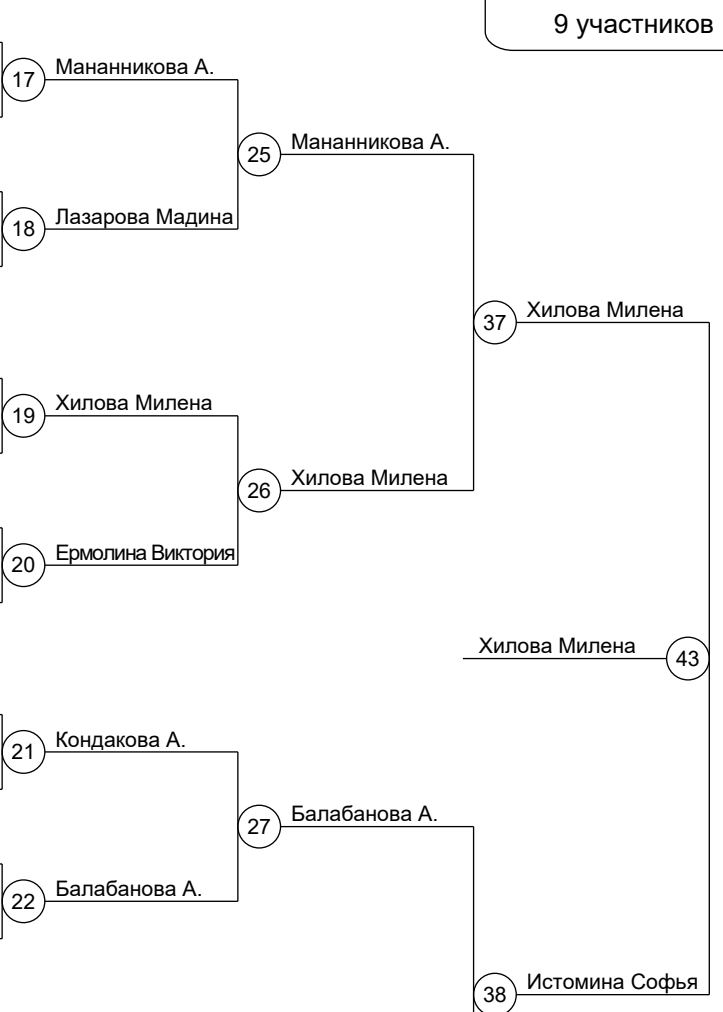 9 участников
17 Мананникова А.
25 Мананникова А.
18 Лазарова Мадина
37 Хилова Милена
19 Хилова Милена
26 Хилова Милена
20 Ермолина Виктория
Хилова Милена 43
21 Кондакова А.
27 Балабанова А.
22 Балабанова А.
38 Истомина Софья